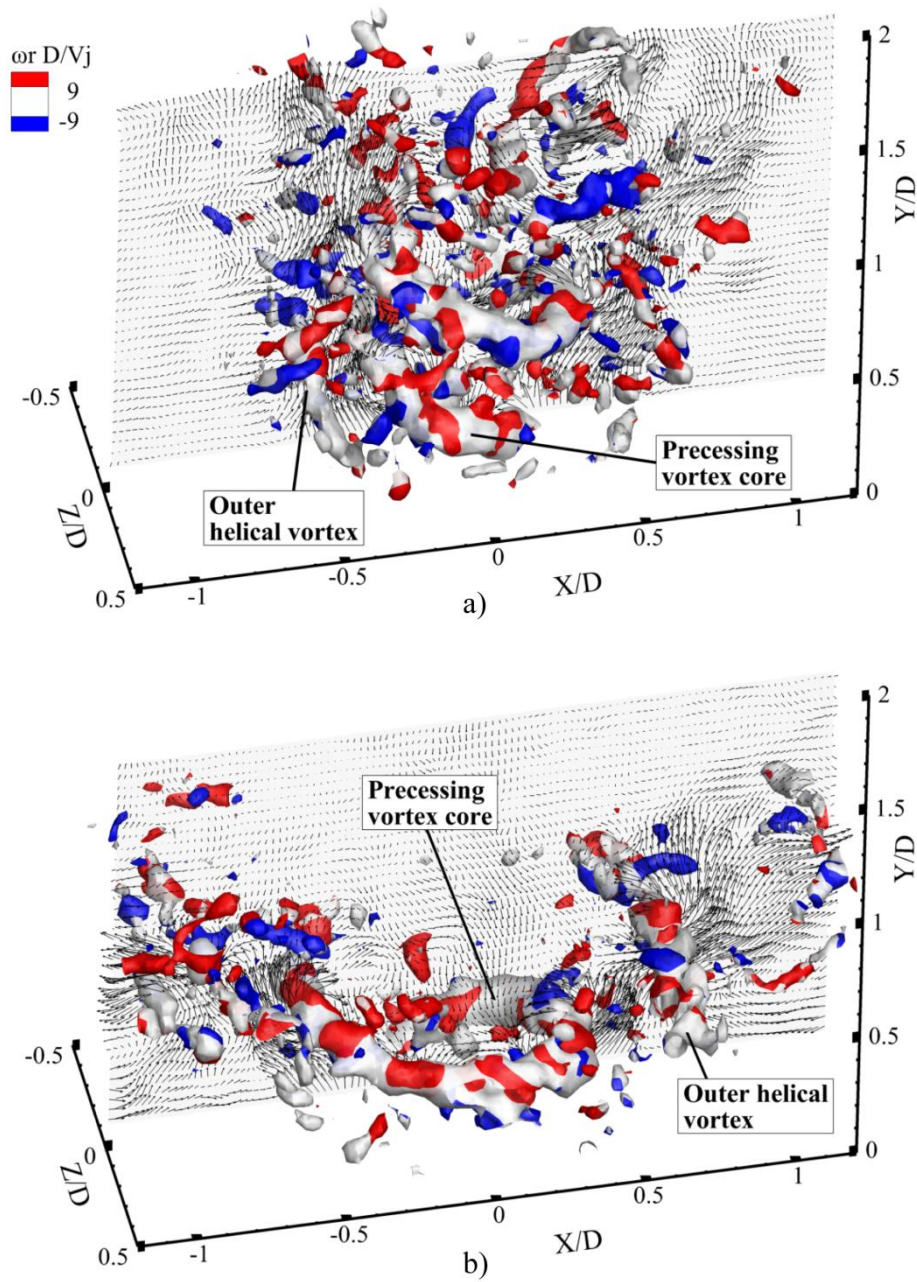 ωr D/Vj
9
-9
2
1.5
Y/D
1
0.5
0
-0.5
0
Z/D
0.5
Outer
helical vortex
Precessing
vortex core
-1
-0.5
0
0.5
1
X/D
a)
2
1.5
Y/D
1
0.5
0
Precessing
vortex core
Outer helical
vortex
-0.5
0
Z/D
0.5
-1
-0.5
0
0.5
1
X/D
b)